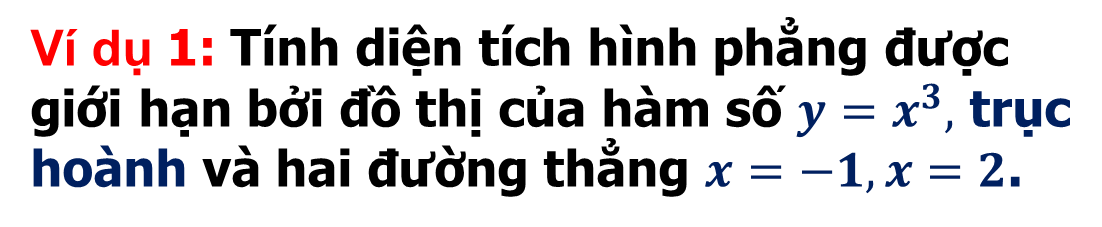 Ví dụ 1: Tính diện tích hình phẳng được
giới hạn bởi đồ thị của hàm số y = x³, trục
hoành và hai đường thẳng x = −1, x = 2.